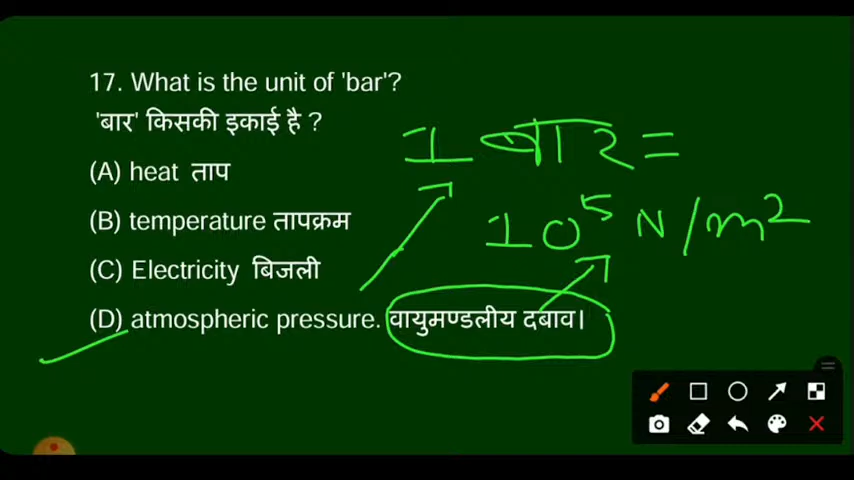 17. What is the unit of 'bar'?
'बार' किसकी इकाई है ?
(A) heat ताप
(B) temperature तापक्रम
(C) Electricity बिजली
(D) atmospheric pressure. वायुमण्डलीय दबाव।
1 बार =
10⁵ N/m²